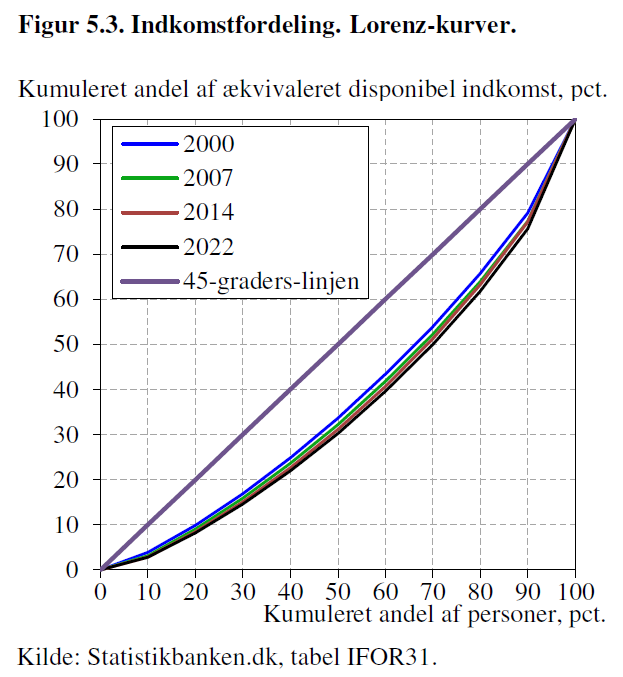 Figur 5.3. Indkomstfordeling. Lorenz-kurver.
Kumuleret andel af ækvivaleret disponibel indkomst, pct.
100
90
80
70
60
50
40
30
20
10
0
2000
2007
2014
2022
45-graders-linjen
0 10 20 30 40 50 60 70 80 90 100
Kumuleret andel af personer, pct.
Kilde: Statistikbanken.dk, tabel IFOR31.